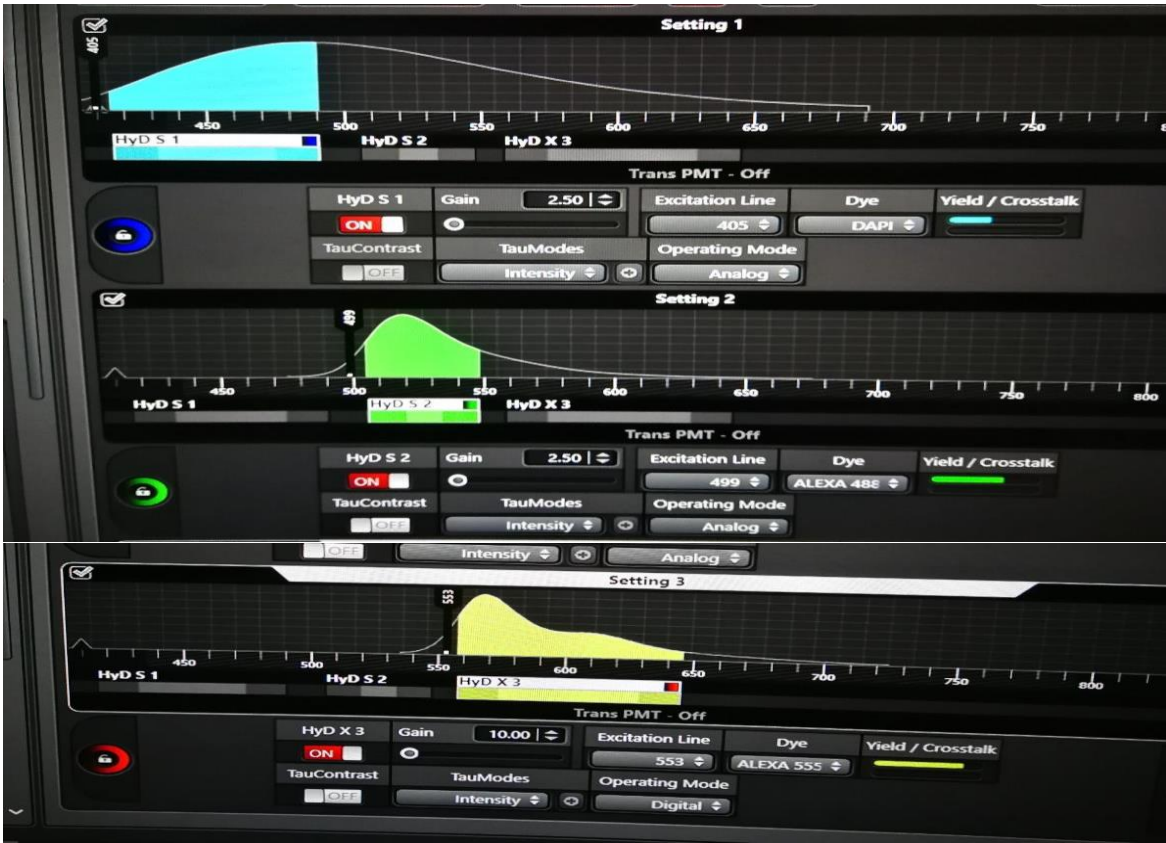 Setting 1
405
450 500 550 600 650 700 750
HyD S 1 HyD S 2 HyD X 3
Trans PMT - Off
HyD S 1 Gain 2.50 Excitation Line Dye Yield / Crosstalk
ON 405 DAPI
TauContrast TauModes Operating Mode
OFF Intensity Analog
Setting 2
499
450 500 550 600 650 700 750 800
HyD S 1 HyD S 2 HyD X 3
Trans PMT - Off
HyD S 2 Gain 2.50 Excitation Line Dye Yield / Crosstalk
ON 499 ALEXA 488
TauContrast TauModes Operating Mode
OFF Intensity Analog
OFF Intensity Analog
Setting 3
553
450 500 550 600 650 700 750 800
HyD S 1 HyD S 2 HyD X 3
Trans PMT - Off
HyD X 3 Gain 10.00 Excitation Line Dye Yield / Crosstalk
ON 553 ALEXA 555
TauContrast TauModes Operating Mode
OFF Intensity Digital